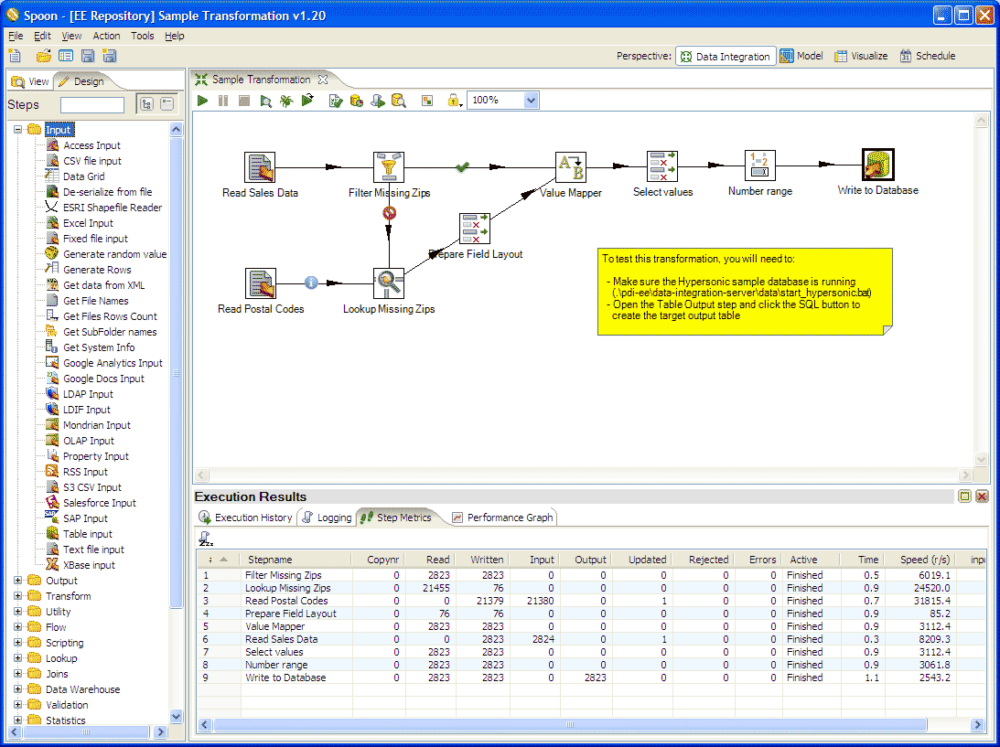 Spoon - [EE Repository] Sample Transformation v1.20
File Edit View Action Tools Help
Perspective: Data Integration Model Visualize Schedule
View Design
Steps
Input
Access Input
CSV file input
Data Grid
De-serialize from file
ESRI Shapefile Reader
Excel Input
Fixed file input
Generate random value
Generate Rows
Get data from XML
Get File Names
Get Files Rows Count
Get SubFolder names
Get System Info
Google Analytics Input
Google Docs Input
LDAP Input
LDIF Input
Mondrian Input
OLAP Input
Property Input
RSS Input
S3 CSV Input
Salesforce Input
SAP Input
Table input
Text file input
XBase input
Output
Transform
Utility
Flow
Scripting
Lookup
Joins
Data Warehouse
Validation
Statistics
Sample Transformation
100%
Read Sales Data
Filter Missing Zips
Value Mapper
Select values
Number range
Write to Database
Prepare Field Layout
Read Postal Codes
Lookup Missing Zips
To test this transformation, you will need to:
- Make sure the Hypersonic sample database is running
(.\pdi-ee\data-integration-server\data\start_hypersonic.bat)
- Open the Table Output step and click the SQL button to
create the target output table
Execution Results
Execution History Logging Step Metrics Performance Graph
: Stepname Copynr Read Written Input Output Updated Rejected Errors Active Time Speed (r/s) inpu
1 Filter Missing Zips 0 2823 2823 0 0 0 0 0 Finished 0.5 6019.1
2 Lookup Missing Zips 0 21455 76 0 0 0 0 0 Finished 0.9 24520.0
3 Read Postal Codes 0 0 21379 21380 0 1 0 0 Finished 0.7 31815.4
4 Prepare Field Layout 0 76 76 0 0 0 0 0 Finished 0.9 85.2
5 Value Mapper 0 2823 2823 0 0 0 0 0 Finished 0.9 3112.4
6 Read Sales Data 0 0 2823 2824 0 1 0 0 Finished 0.3 8209.3
7 Select values 0 2823 2823 0 0 0 0 0 Finished 0.9 3112.4
8 Number range 0 2823 2823 0 0 0 0 0 Finished 0.9 3061.8
9 Write to Database 0 2823 2823 0 2823 0 0 0 Finished 1.1 2543.2